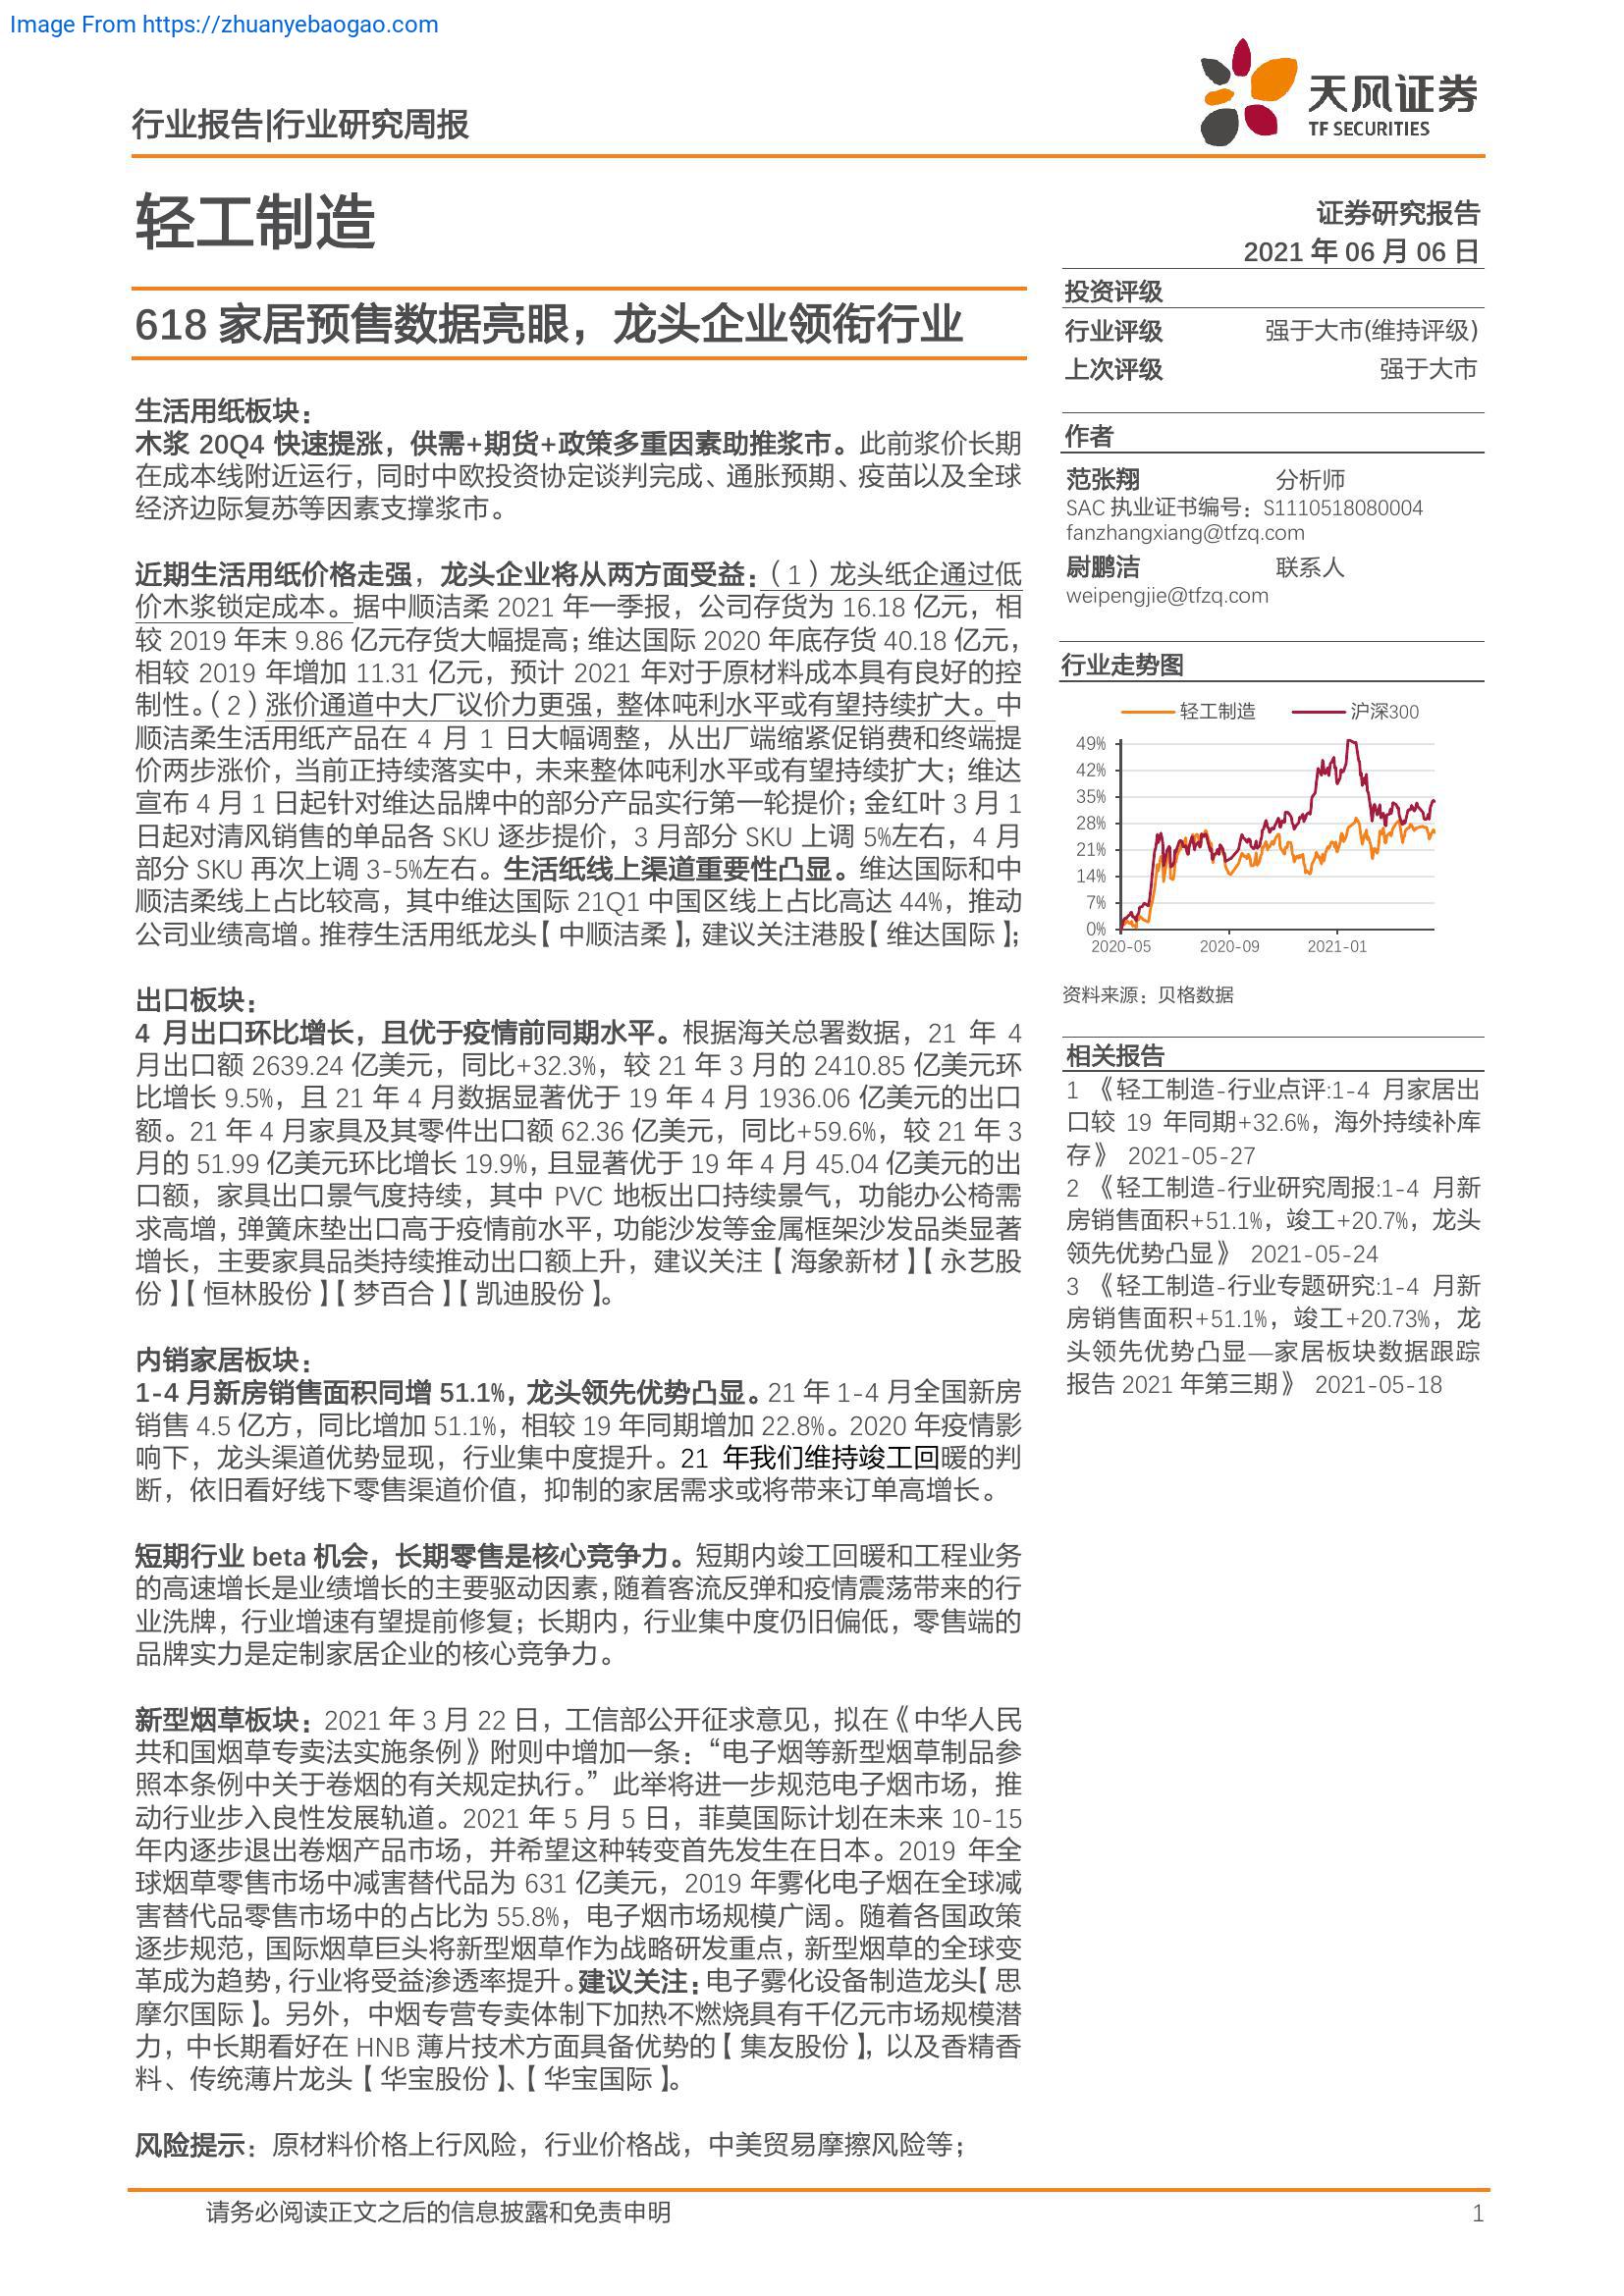 Image From https://zhuanyebaogao.com
行业报告|行业研究周报
天风证券
TF SECURITIES
轻工制造
证券研究报告
2021 年 06 月 06 日
618 家居预售数据亮眼，龙头企业领衔行业
生活用纸板块：
木浆 20Q4 快速提涨，供需+期货+政策多重因素助推浆市。此前浆价长期
在成本线附近运行，同时中欧投资协定谈判完成、通胀预期、疫苗以及全球
经济边际复苏等因素支撑浆市。
近期生活用纸价格走强，龙头企业将从两方面受益：（1）龙头纸企通过低
价木浆锁定成本。据中顺洁柔 2021 年一季报，公司存货为 16.18 亿元，相
较 2019 年末 9.86 亿元存货大幅提高；维达国际 2020 年底存货 40.18 亿元，
相较 2019 年增加 11.31 亿元，预计 2021 年对于原材料成本具有良好的控
制性。（2）涨价通道中大厂议价力更强，整体吨利水平或有望持续扩大。中
顺洁柔生活用纸产品在 4 月 1 日大幅调整，从出厂端缩紧促销费和终端提
价两步涨价，当前正持续落实中，未来整体吨利水平或有望持续扩大；维达
宣布 4 月 1 日起针对维达品牌中的部分产品实行第一轮提价；金红叶 3 月 1
日起对清风销售的单品各 SKU 逐步提价，3 月部分 SKU 上调 5%左右，4 月
部分 SKU 再次上调 3-5%左右。生活纸线上渠道重要性凸显。维达国际和中
顺洁柔线上占比较高，其中维达国际 21Q1 中国区线上占比高达 44%，推动
公司业绩高增。推荐生活用纸龙头【中顺洁柔】，建议关注港股【维达国际】；
出口板块：
4 月出口环比增长，且优于疫情前同期水平。根据海关总署数据，21 年 4
月出口额 2639.24 亿美元，同比+32.3%，较 21 年 3 月的 2410.85 亿美元环
比增长 9.5%，且 21 年 4 月数据显著优于 19 年 4 月 1936.06 亿美元的出口
额。21 年 4 月家具及其零件出口额 62.36 亿美元，同比+59.6%，较 21 年 3
月的 51.99 亿美元环比增长 19.9%，且显著优于 19 年 4 月 45.04 亿美元的出
口额，家具出口景气度持续，其中 PVC 地板出口持续景气，功能办公椅需
求高增，弹簧床垫出口高于疫情前水平，功能沙发等金属框架沙发品类显著
增长，主要家具品类持续推动出口额上升，建议关注【海象新材】【永艺股
份】【恒林股份】【梦百合】【凯迪股份】。
内销家居板块：
1-4 月新房销售面积同增 51.1%，龙头领先优势凸显。21 年 1-4 月全国新房
销售 4.5 亿方，同比增加 51.1%，相较 19 年同期增加 22.8%。2020 年疫情影
响下，龙头渠道优势显现，行业集中度提升。21 年我们维持竣工回暖的判
断，依旧看好线下零售渠道价值，抑制的家居需求或将带来订单高增长。
短期行业 beta 机会，长期零售是核心竞争力。短期内竣工回暖和工程业务
的高速增长是业绩增长的主要驱动因素，随着客流反弹和疫情震荡带来的行
业洗牌，行业增速有望提前修复；长期内，行业集中度仍旧偏低，零售端的
品牌实力是定制家居企业的核心竞争力。
新型烟草板块：2021 年 3 月 22 日，工信部公开征求意见，拟在《中华人民
共和国烟草专卖法实施条例》附则中增加一条：“电子烟等新型烟草制品参
照本条例中关于卷烟的有关规定执行。”此举将进一步规范电子烟市场，推
动行业步入良性发展轨道。2021 年 5 月 5 日，菲莫国际计划在未来 10-15
年内逐步退出卷烟产品市场，并希望这种转变首先发生在日本。2019 年全
球烟草零售市场中减害替代品为 631 亿美元，2019 年雾化电子烟在全球减
害替代品零售市场中的占比为 55.8%，电子烟市场规模广阔。随着各国政策
逐步规范，国际烟草巨头将新型烟草作为战略研发重点，新型烟草的全球变
革成为趋势，行业将受益渗透率提升。建议关注：电子雾化设备制造龙头【思
摩尔国际】。另外，中烟专营专卖体制下加热不燃烧具有千亿元市场规模潜
力，中长期看好在 HNB 薄片技术方面具备优势的【集友股份】，以及香精香
料、传统薄片龙头【华宝股份】、【华宝国际】。
风险提示：原材料价格上行风险，行业价格战，中美贸易摩擦风险等；
投资评级
行业评级 强于大市(维持评级)
上次评级 强于大市
作者
范张翔 分析师
SAC 执业证书编号：S1110518080004
fanzhangxiang@tfzq.com
尉鹏洁 联系人
weipengjie@tfzq.com
行业走势图
轻工制造 沪深300
49%
42%
35%
28%
21%
14%
7%
0%
2020-05 2020-09 2021-01
资料来源：贝格数据
相关报告
1 《轻工制造-行业点评:1-4 月家居出
口较 19 年同期+32.6%，海外持续补库
存》 2021-05-27
2 《轻工制造-行业研究周报:1-4 月新
房销售面积+51.1%，竣工+20.7%，龙头
领先优势凸显》 2021-05-24
3 《轻工制造-行业专题研究:1-4 月新
房销售面积+51.1%，竣工+20.73%，龙
头领先优势凸显—家居板块数据跟踪
报告 2021 年第三期》 2021-05-18
请务必阅读正文之后的信息披露和免责申明 1